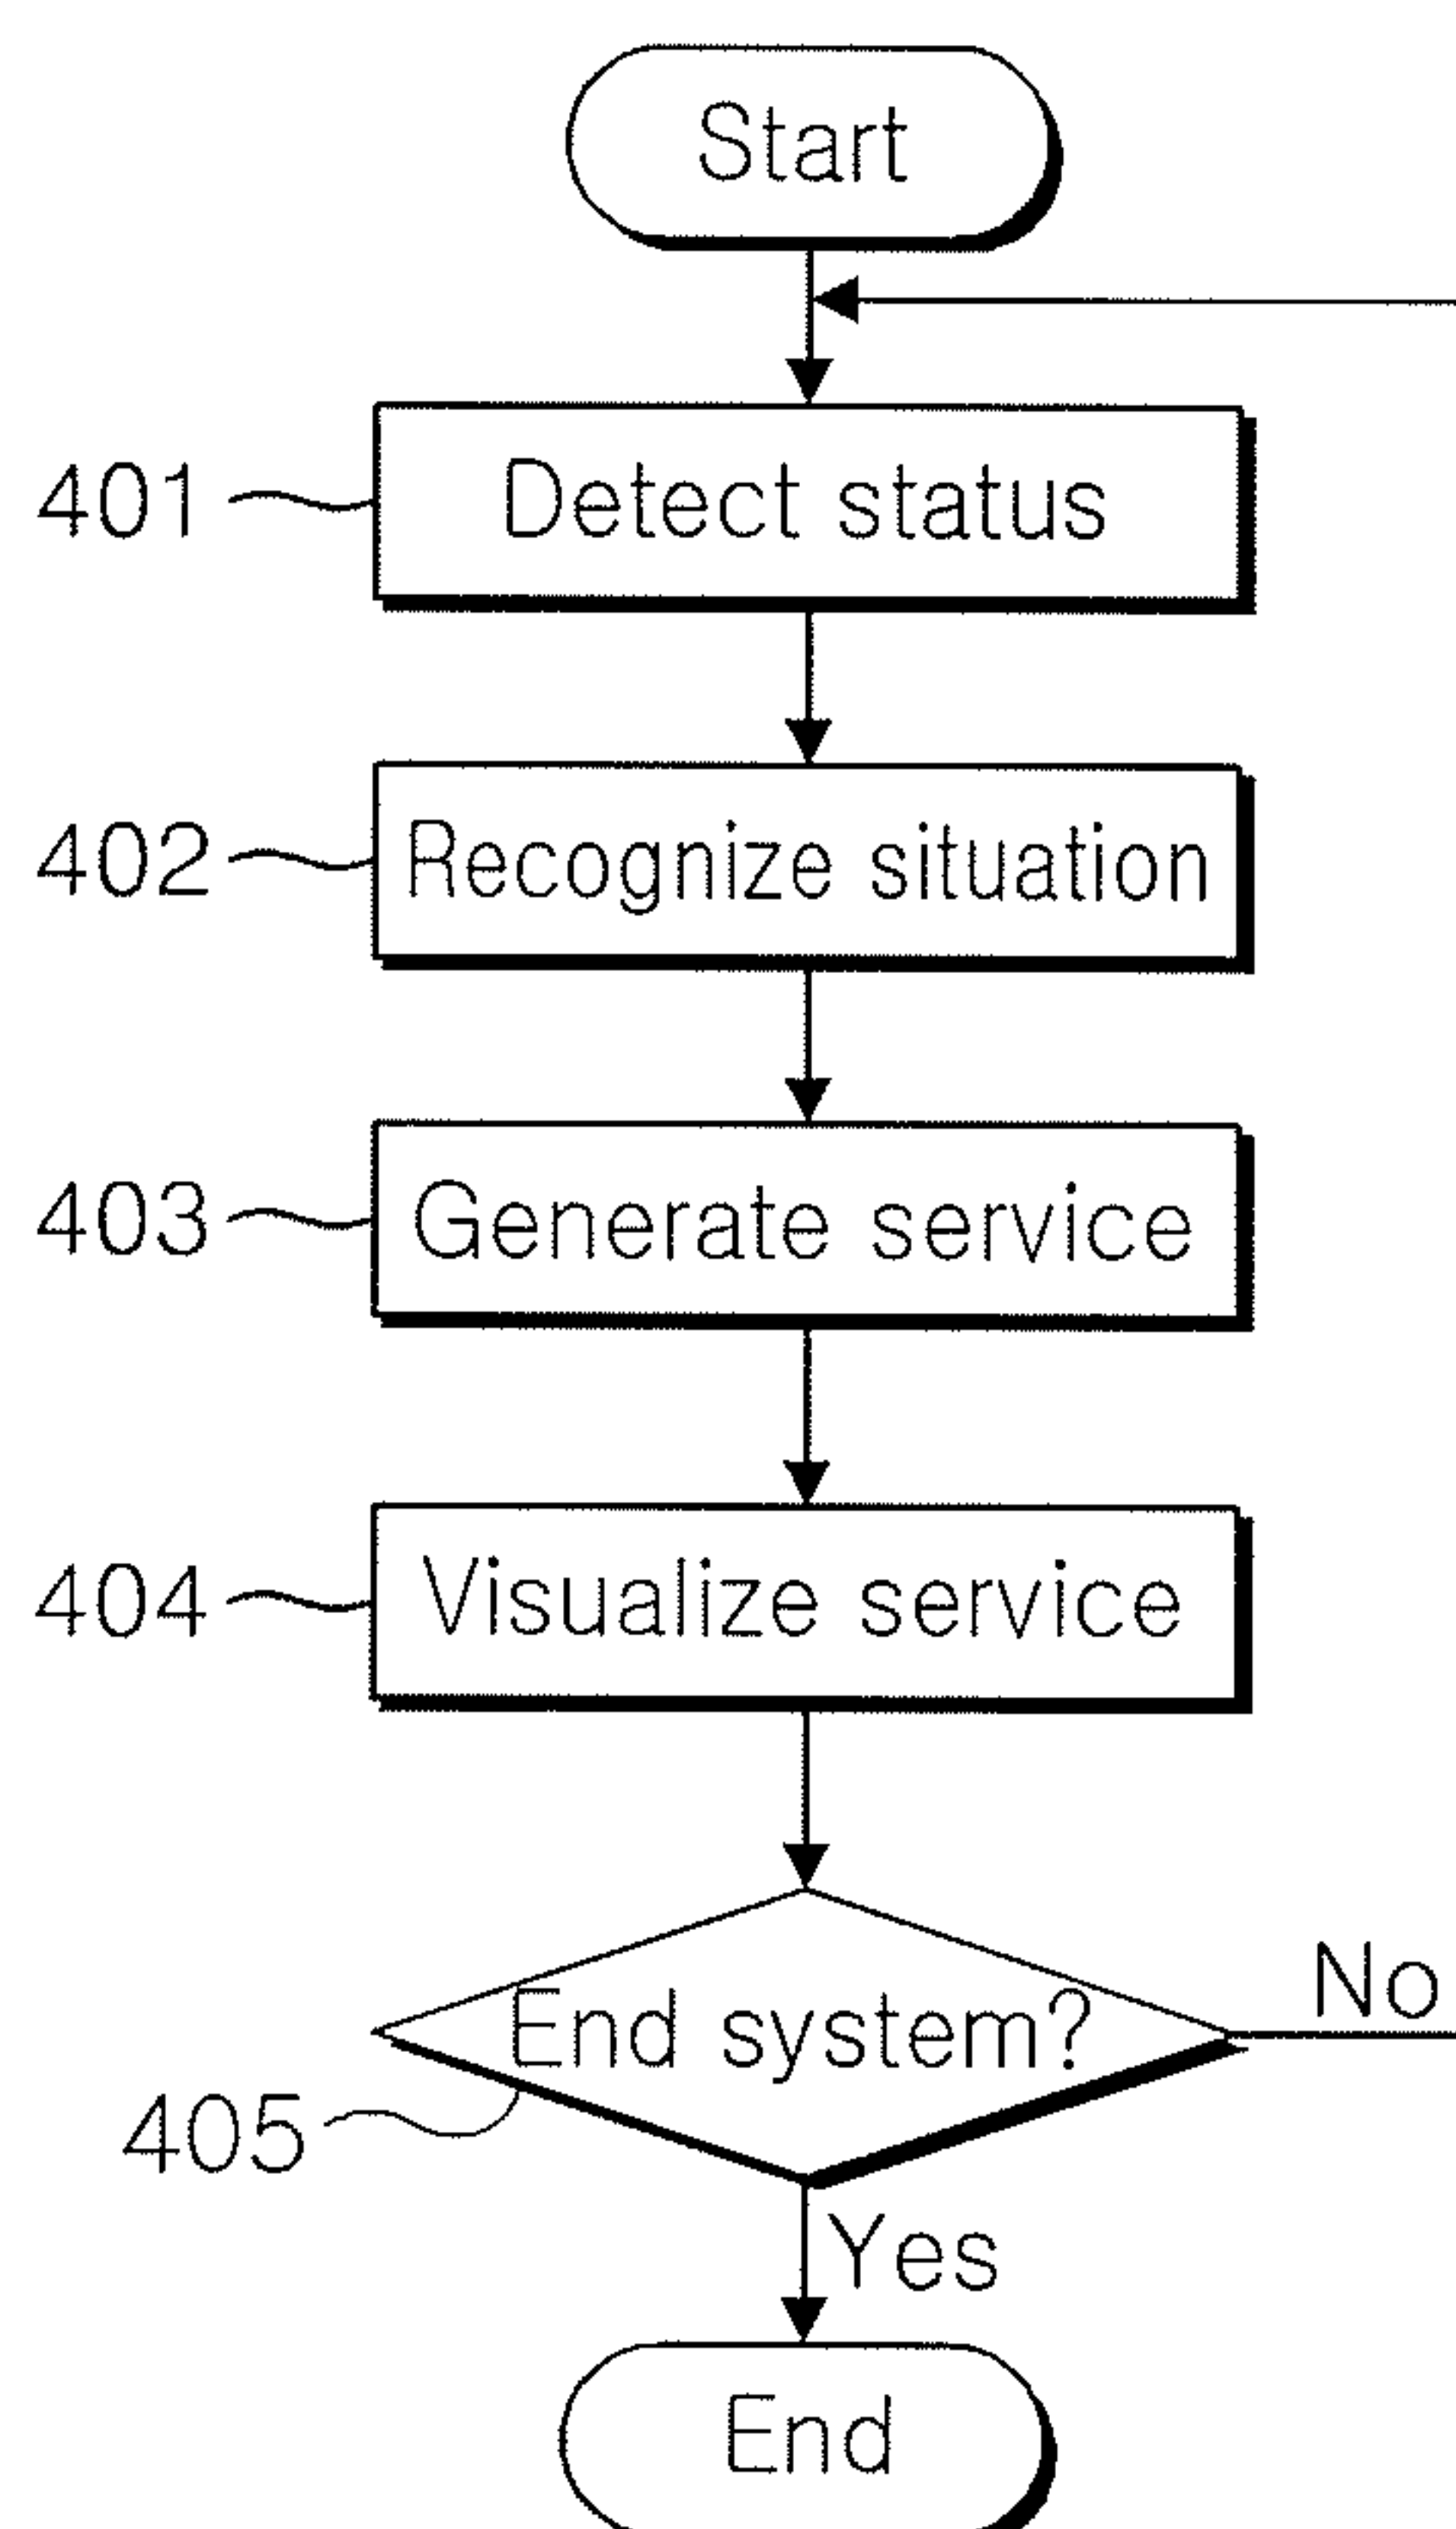 Start
401 Detect status
402 Recognize situation
403 Generate service
404 Visualize service
End system? No
405
Yes
End